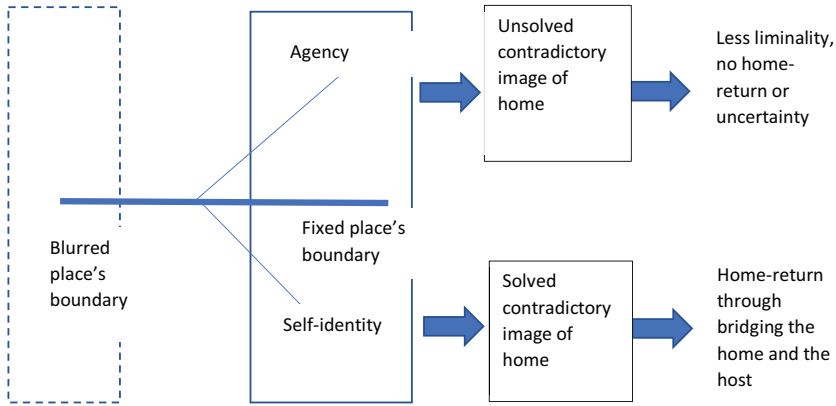 Agency
Unsolved
contradictory
image of
home
Less liminality,
no home-
return or
uncertainty
Blurred
place's
boundary
Fixed place's
boundary
Self-identity
Solved
contradictory
image of
home
Home-return
through
bridging the
home and the
host